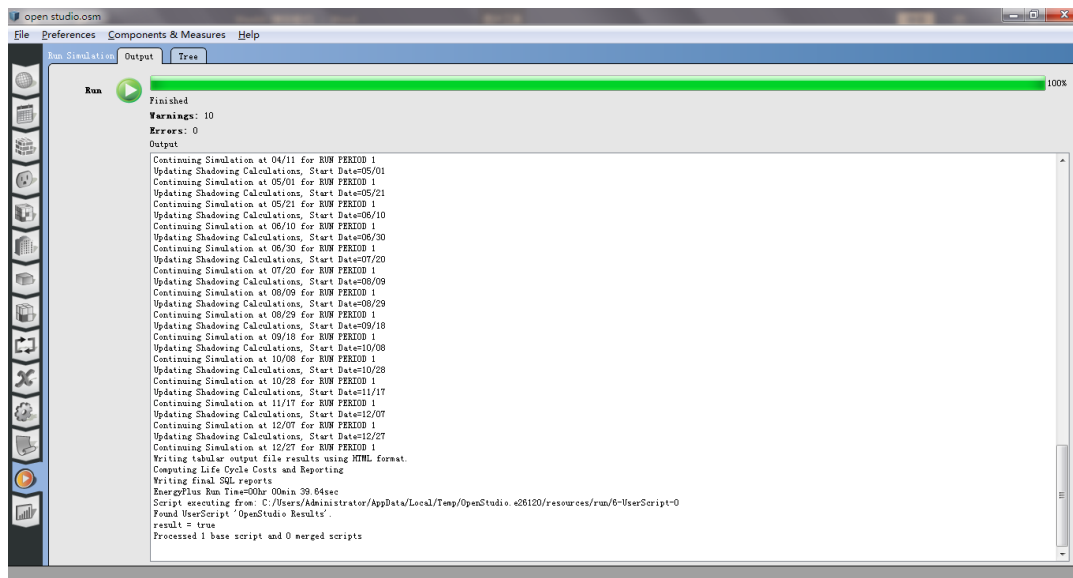 open studio.osm
File Preferences Components & Measures Help
Run Simulation Output Tree
Run
100%
Finished
Warnings: 10
Errors: 0
Output
Continuing Simulation at 04/11 for RUN PERIOD 1
Updating Shadowing Calculations, Start Date=05/01
Continuing Simulation at 05/01 for RUN PERIOD 1
Updating Shadowing Calculations, Start Date=05/21
Continuing Simulation at 05/21 for RUN PERIOD 1
Updating Shadowing Calculations, Start Date=06/10
Continuing Simulation at 06/10 for RUN PERIOD 1
Updating Shadowing Calculations, Start Date=06/30
Continuing Simulation at 06/30 for RUN PERIOD 1
Updating Shadowing Calculations, Start Date=07/20
Continuing Simulation at 07/20 for RUN PERIOD 1
Updating Shadowing Calculations, Start Date=08/09
Continuing Simulation at 08/09 for RUN PERIOD 1
Updating Shadowing Calculations, Start Date=08/29
Continuing Simulation at 08/29 for RUN PERIOD 1
Updating Shadowing Calculations, Start Date=09/18
Continuing Simulation at 09/18 for RUN PERIOD 1
Updating Shadowing Calculations, Start Date=10/08
Continuing Simulation at 10/08 for RUN PERIOD 1
Updating Shadowing Calculations, Start Date=10/28
Continuing Simulation at 10/28 for RUN PERIOD 1
Updating Shadowing Calculations, Start Date=11/17
Continuing Simulation at 11/17 for RUN PERIOD 1
Updating Shadowing Calculations, Start Date=12/07
Continuing Simulation at 12/07 for RUN PERIOD 1
Updating Shadowing Calculations, Start Date=12/27
Continuing Simulation at 12/27 for RUN PERIOD 1
Writing tabular output file results using HTML format.
Computing Life Cycle Costs and Reporting
Writing final SQL reports
EnergyPlus Run Time=00hr 00min 39.64sec
Script executing from: C:/Users/Administrator/AppData/Local/Temp/OpenStudio.e26120/resources/run/6-UserScript-0
Found UserScript 'OpenStudio Results'.
result = true
Processed 1 base script and 0 merged scripts